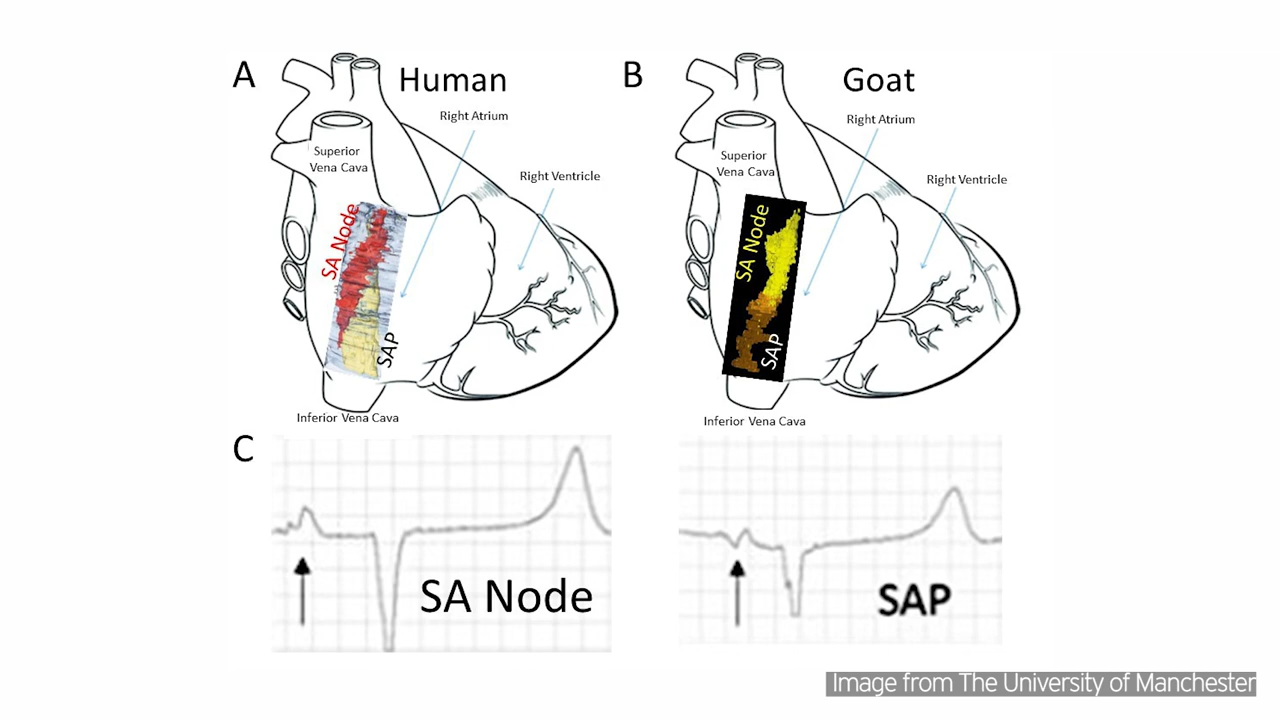 A
Human
Right Atrium
Superior
Vena Cava
Right Ventricle
SA Node
SAP
Inferior Vena Cava
B
Goat
Right Atrium
Superior
Vena Cava
Right Ventricle
SA Node
SAP
Inferior Vena Cava
C
SA Node
SAP
Image from The University of Manchester